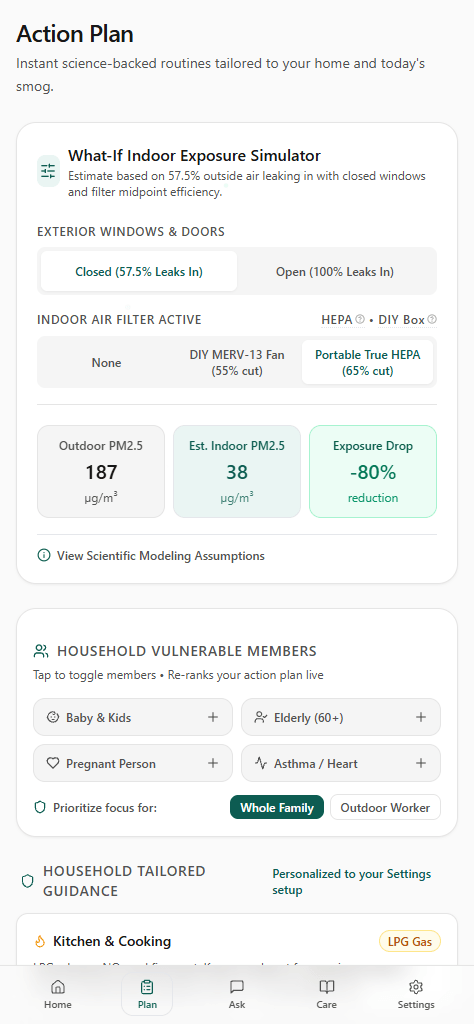 Action Plan
Instant science-backed routines tailored to your home and today's
smog.
What-If Indoor Exposure Simulator
Estimate based on 57.5% outside air leaking in with closed windows
and filter midpoint efficiency.
EXTERIOR WINDOWS & DOORS
Closed (57.5% Leaks In)
Open (100% Leaks In)
INDOOR AIR FILTER ACTIVE
HEPA ? • DIY Box ?
None
DIY MERV-13 Fan
(55% cut)
Portable True HEPA
(65% cut)
Outdoor PM2.5
187
µg/m³
Est. Indoor PM2.5
38
µg/m³
Exposure Drop
-80%
reduction
View Scientific Modeling Assumptions
HOUSEHOLD VULNERABLE MEMBERS
Tap to toggle members • Re-ranks your action plan live
Baby & Kids +
Elderly (60+) +
Pregnant Person +
Asthma / Heart +
Prioritize focus for:
Whole Family
Outdoor Worker
HOUSEHOLD TAILORED
GUIDANCE
Personalized to your Settings
setup
Kitchen & Cooking
LPG Gas
Home
Plan
Ask
Care
Settings